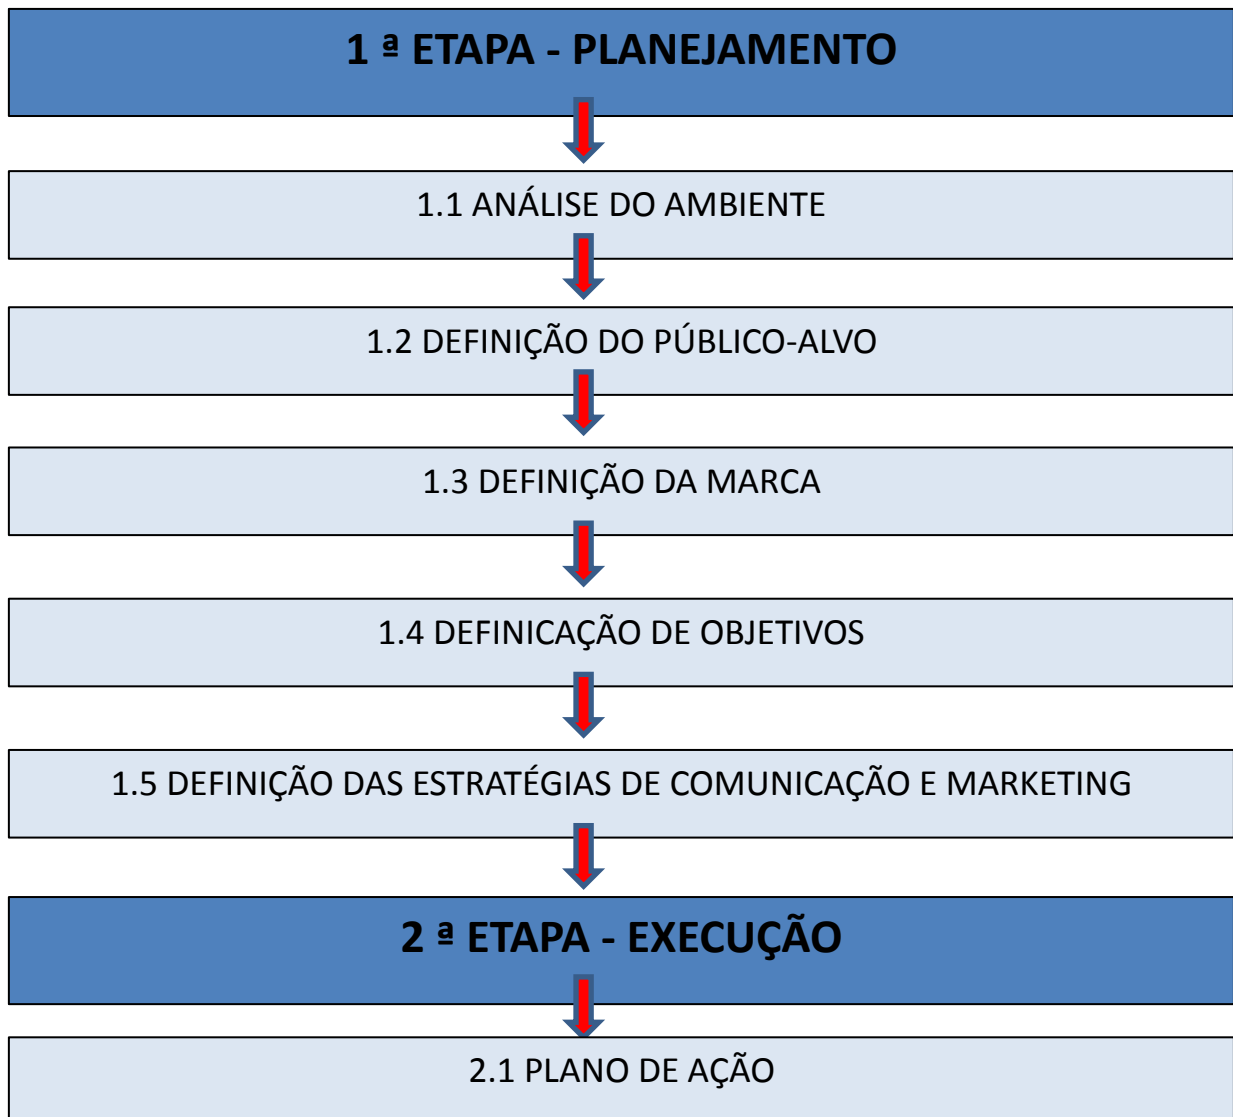 1 ª ETAPA - PLANEJAMENTO
1.1 ANÁLISE DO AMBIENTE
1.2 DEFINIÇÃO DO PÚBLICO-ALVO
1.3 DEFINIÇÃO DA MARCA
1.4 DEFINICAÇÃO DE OBJETIVOS
1.5 DEFINIÇÃO DAS ESTRATÉGIAS DE COMUNICAÇÃO E MARKETING
2 ª ETAPA - EXECUÇÃO
2.1 PLANO DE AÇÃO